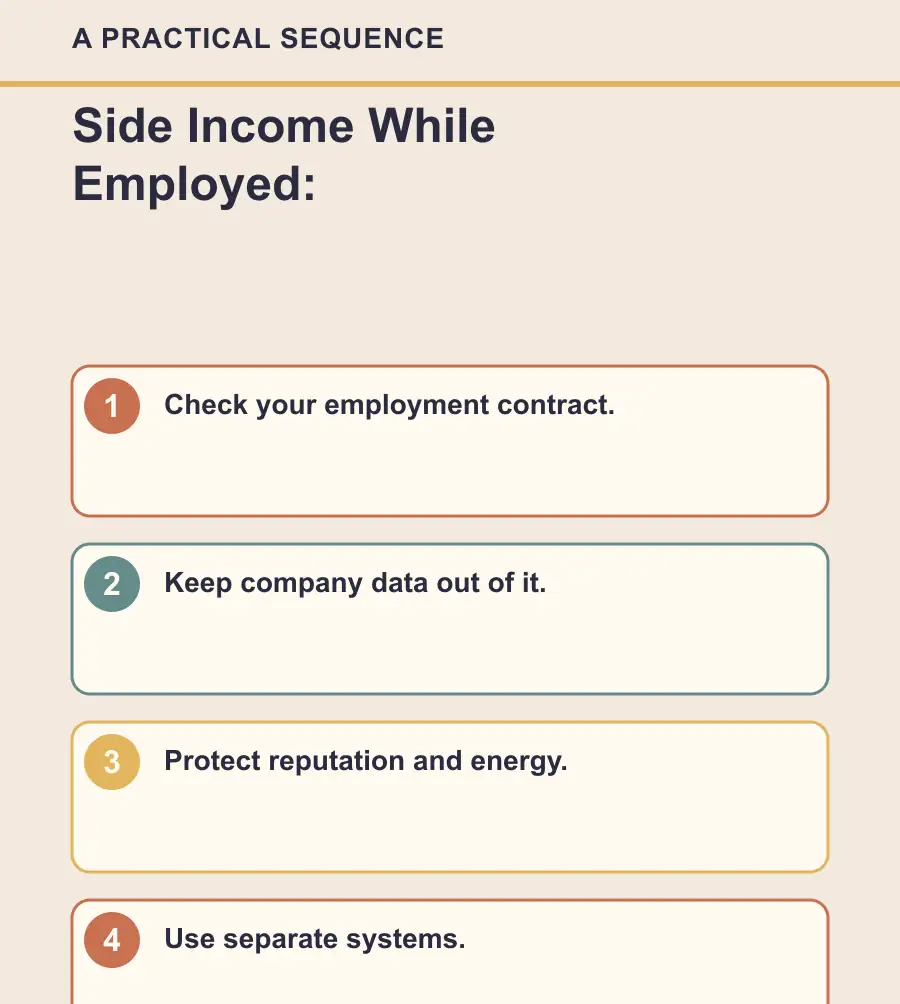 A PRACTICAL SEQUENCE
Side Income While
Employed:
1 Check your employment contract.
2 Keep company data out of it.
3 Protect reputation and energy.
4 Use separate systems.